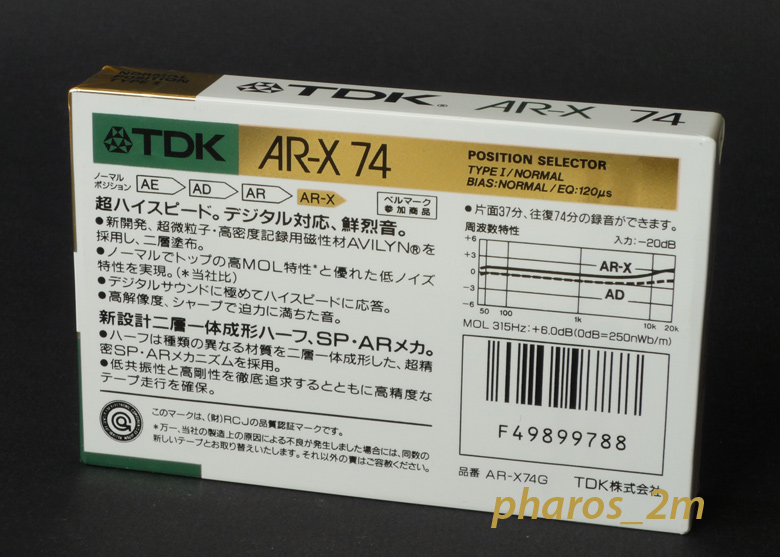 NORMAL
POSITION
TYPE I
TDK® AR-X 74
TDK AR-X 74
POSITION SELECTOR
TYPE I/NORMAL
BIAS:NORMAL/EQ:120μs
ノーマル
ポジション
AE AD AR AR-X
ベルマーク
参加商品
超ハイスピード。デジタル対応、鮮烈音。
●新開発、超微粒子・高密度記録用磁性材AVILYN®を
採用し、二層塗布。
●ノーマルでトップの高MOL特性*と優れた低ノイズ
特性を実現。(*当社比)
●デジタルサウンドに極めてハイスピードに応答。
●高解像度、シャープで迫力に満ちた音。
新設計二層一体成形ハーフ、SP・ARメカ。
●ハーフは種類の異なる材質を二層一体成形した、超精
密SP・ARメカニズムを採用。
●低共振性と高剛性を徹底追求するとともに高精度な
テープ走行を確保。
このマークは、(財)RCJの品質認証マークです。
*万一、当社の製造上の原因による不良が発生しました場合には、同数の
新しいテープとお取り替えいたします。それ以外の責はご容赦ください。
●片面37分、往復74分の録音ができます。
周波数特性 入力:-20dB
+6
+3
0
-3
-6
AR-X
AD
50 100 1k 10k 20k
MOL 315Hz:+6.0dB(0dB=250nWb/m)
F49899788
品番 AR-X74G TDK株式会社
pharos_2m